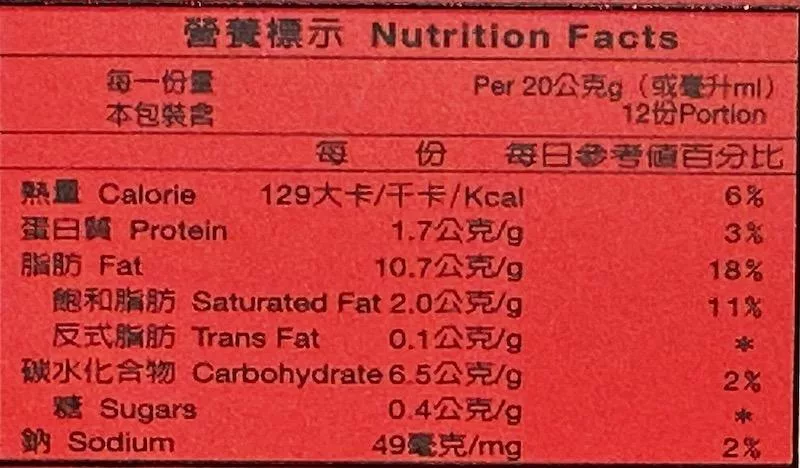 營養標示 Nutrition Facts
每一份量 Per 20公克g（或毫升ml）
本包裝含 12份Portion
每 份 每日參考值百分比
熱量 Calorie 129大卡/千卡/Kcal 6%
蛋白質 Protein 1.7公克/g 3%
脂肪 Fat 10.7公克/g 18%
飽和脂肪 Saturated Fat 2.0公克/g 11%
反式脂肪 Trans Fat 0.1公克/g *
碳水化合物 Carbohydrate 6.5公克/g 2%
糖 Sugars 0.4公克/g *
鈉 Sodium 49毫克/mg 2%